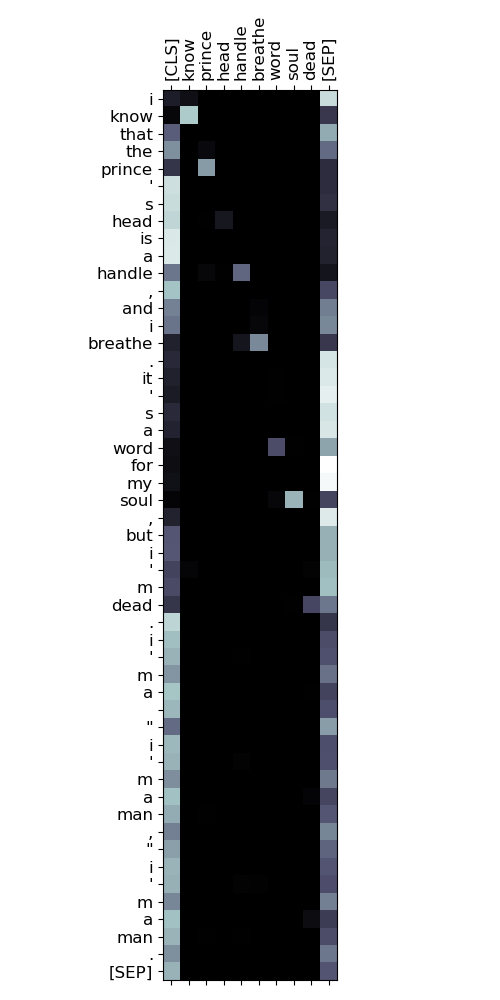 [CLS]
know
prince
head
handle
breathe
word
soul
dead
[SEP]
i
know
that
the
prince
'
s
head
is
a
handle
,
and
i
breathe
.
it
'
s
a
word
for
my
soul
,
but
i
'
m
dead
.
i
'
m
a
"
i
'
m
a
man
,
"
i
'
m
a
man
.
[SEP]